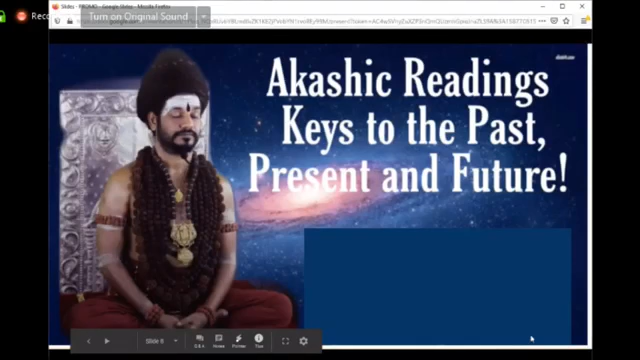 Slides - PROMO - Google Slides - Mozilla Firefox
Turn on Original Sound
Akashic Readings
Keys to the Past,
Present and Future!
Slide 8